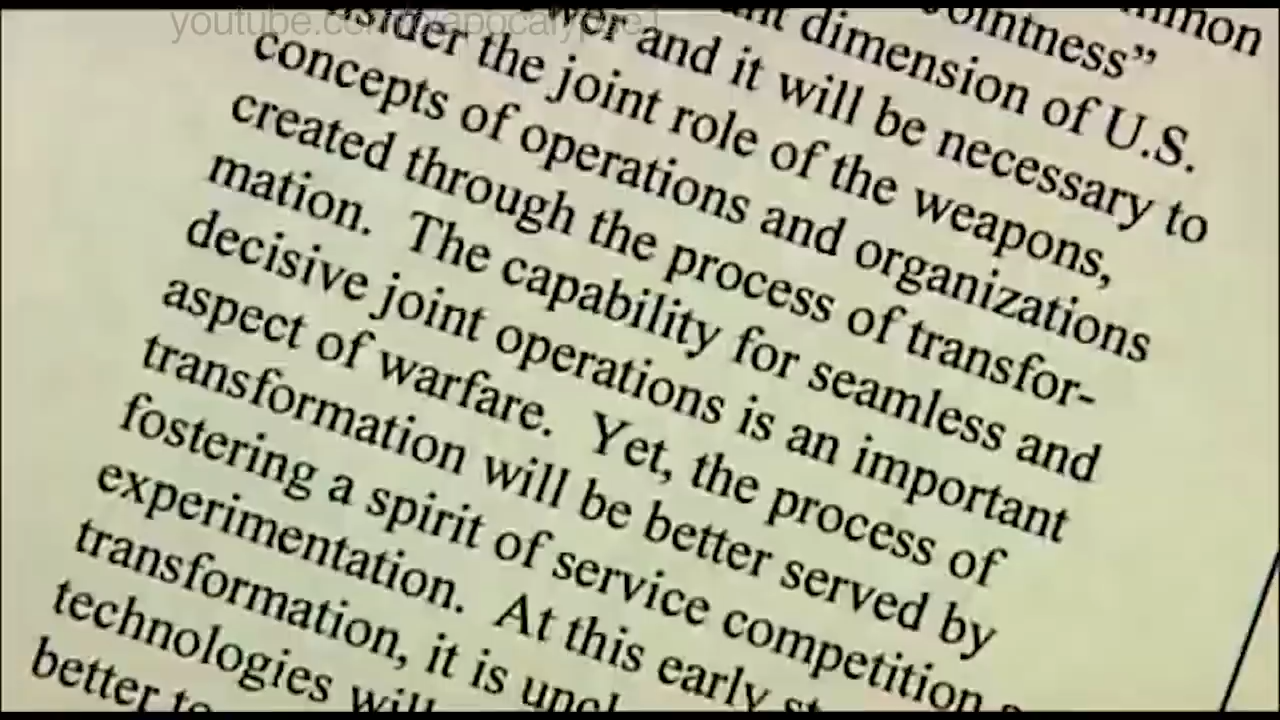 dimension of U.S.
and it will be necessary to
the joint role of the weapons,
concepts of operations and organizations
created through the process of transfor-
mation. The capability for seamless and
decisive joint operations is an important
aspect of warfare. Yet, the process of
transformation will be better served by
fostering a spirit of service competition
experimentation. At this early
transformation, it is
technologies will
better to